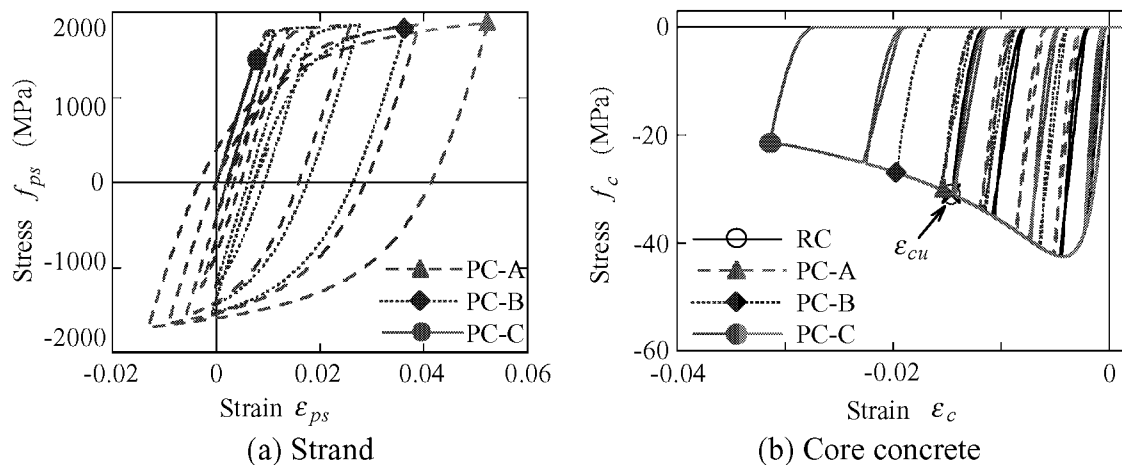 2000
1000
0
-1000
-2000
Stress f_ps (MPa)
-0.02 0 0.02 0.04 0.06
Strain ε_ps
PC-A
PC-B
PC-C
(a) Strand
0
-20
-40
-60
Stress f_c (MPa)
-0.04 -0.02 0
Strain ε_c
ε_cu
RC
PC-A
PC-B
PC-C
(b) Core concrete